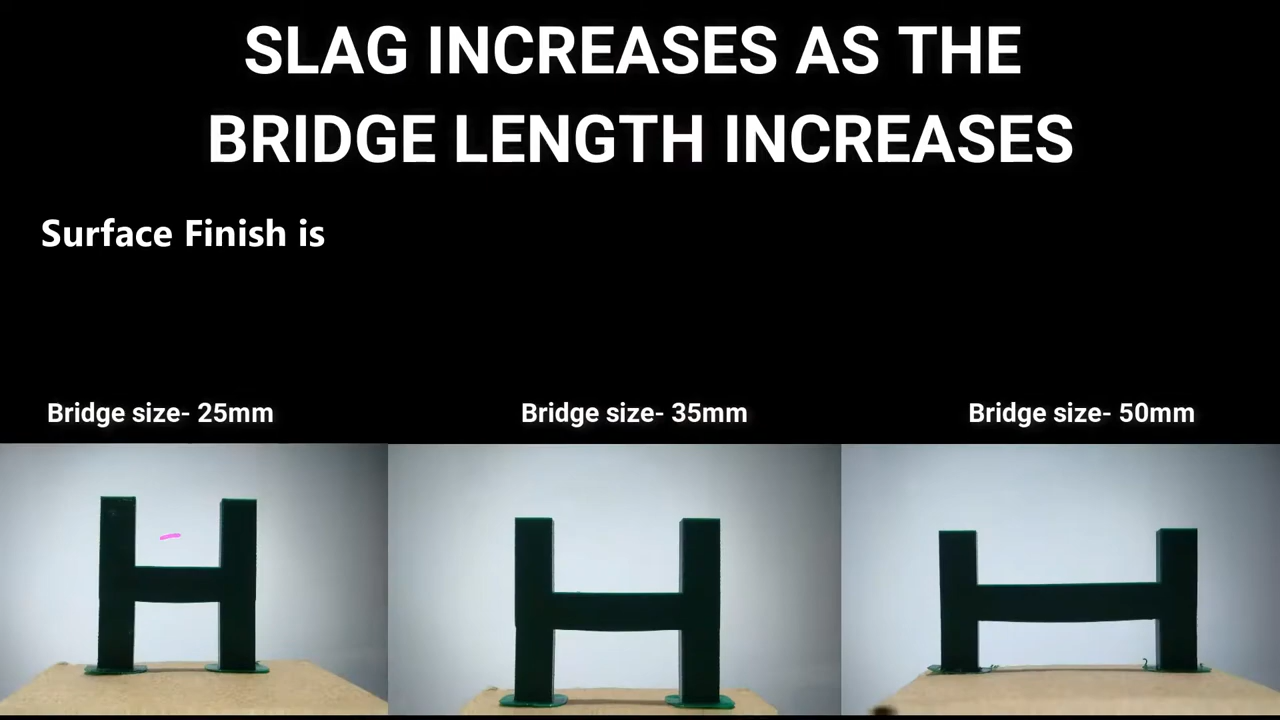 SLAG INCREASES AS THE
BRIDGE LENGTH INCREASES
Surface Finish is
Bridge size- 25mm
Bridge size- 35mm
Bridge size- 50mm